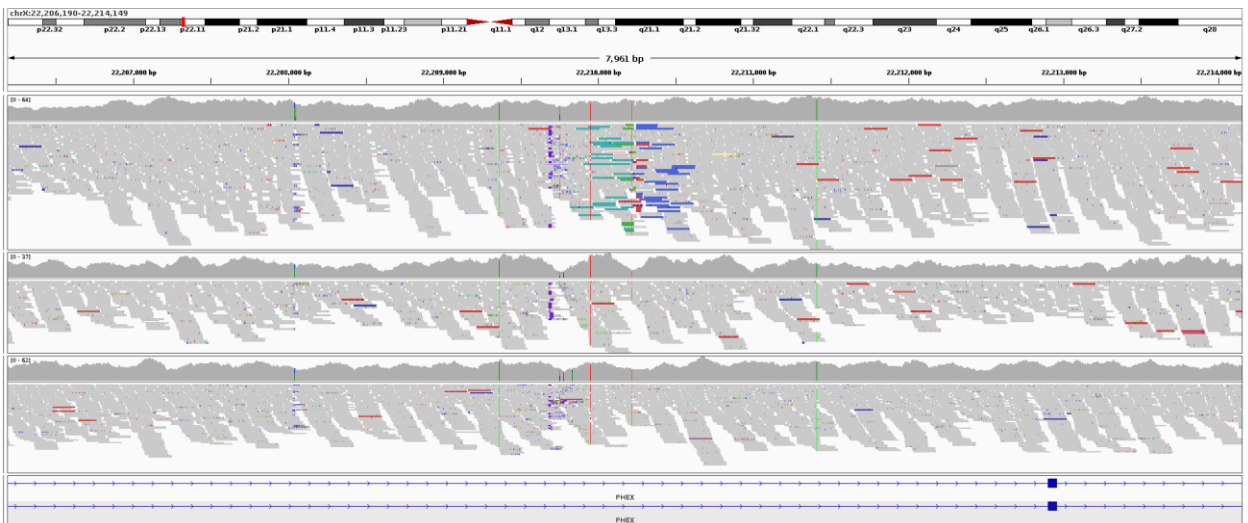 chrX:22,206,190-22,214,149
p22.32 p22.2 p22.13 p22.11 p21.2 p21.1 p11.4 p11.3 p11.23 p11.21 q11.1 q12 q13.1 q13.3 q21.1 q21.2 q21.32 q22.1 q22.3 q23 q24 q25 q26.1 q26.3 q27.2 q28
7,961 bp
22,207,000 bp 22,208,000 bp 22,209,000 bp 22,210,000 bp 22,211,000 bp 22,212,000 bp 22,213,000 bp 22,214,000 bp
[0 - 64]
[0 - 37]
[0 - 62]
PHEX
PHEX